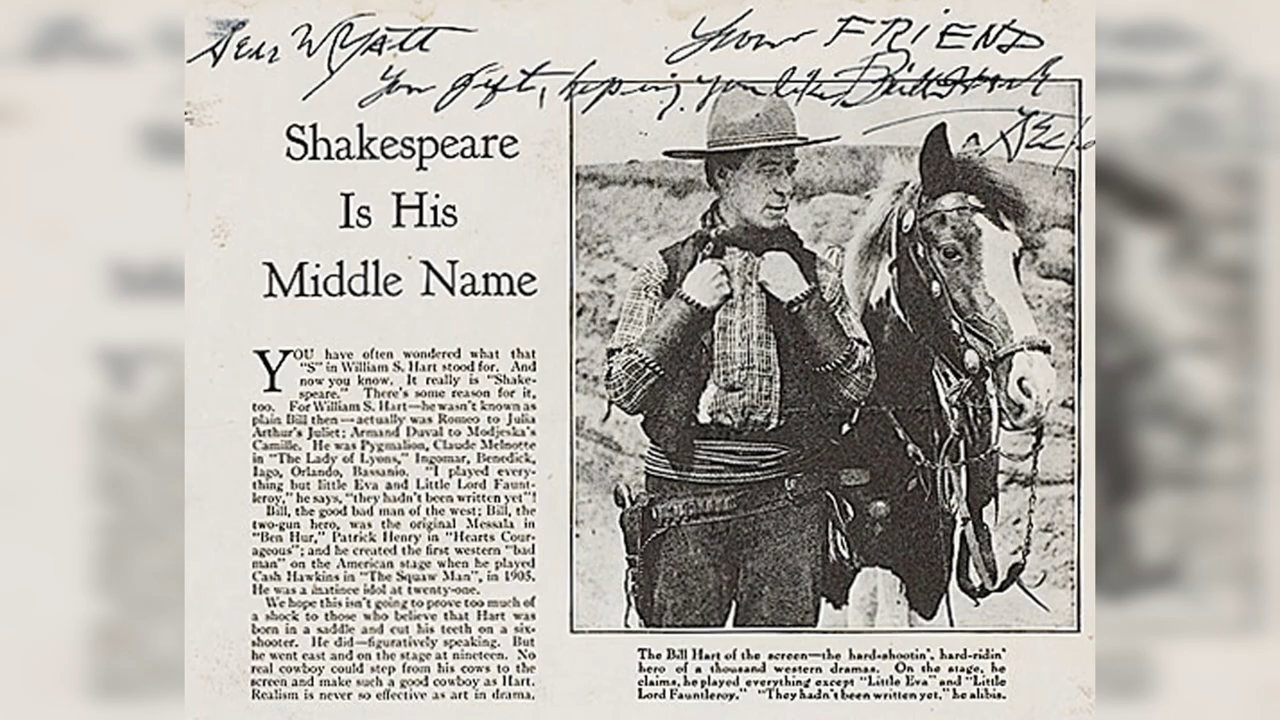 Dear Wyatt
Your FRIEND
Your gift, hoping you like Bill Hart
Shakespeare
Is His
Middle Name
YOU have often wondered what that
"S" in William S. Hart stood for. And
now you know. It really is "Shake-
speare." There's some reason for it,
too. For William S. Hart—he wasn't known as
plain Bill then—actually was Romeo to Julia
Arthur's Juliet; Armand Duval to Modjeska's
Camille. He was Pygmalion, Claude Melnotte
in "The Lady of Lyons," Ingomar, Benedick,
Iago, Orlando, Bassanio. "I played every-
thing but little Eva and Little Lord Faunt-
leroy," he says, "they hadn't been written yet"!
Bill, the good bad man of the west; Bill, the
two-gun hero, was the original Messala in
"Ben Hur," Patrick Henry in "Hearts Cour-
ageous"; and he created the first western "bad
man" on the American stage when he played
Cash Hawkins in "The Squaw Man", in 1905.
He was a matinee idol at twenty-one.
We hope this isn't going to prove too much of
a shock to those who believe that Hart was
born in a saddle and cut his teeth on a six-
shooter. He did—figuratively speaking. But
he went east and on the stage at nineteen. No
real cowboy could step from his cows to the
screen and make such a good cowboy as Hart.
Realism is never so effective as art in drama.
The Bill Hart of the screen—the hard-shootin', hard-ridin'
hero of a thousand western dramas. On the stage, he
claims, he played everything except "Little Eva" and "Little
Lord Fauntleroy." "They hadn't been written yet," he alibis.